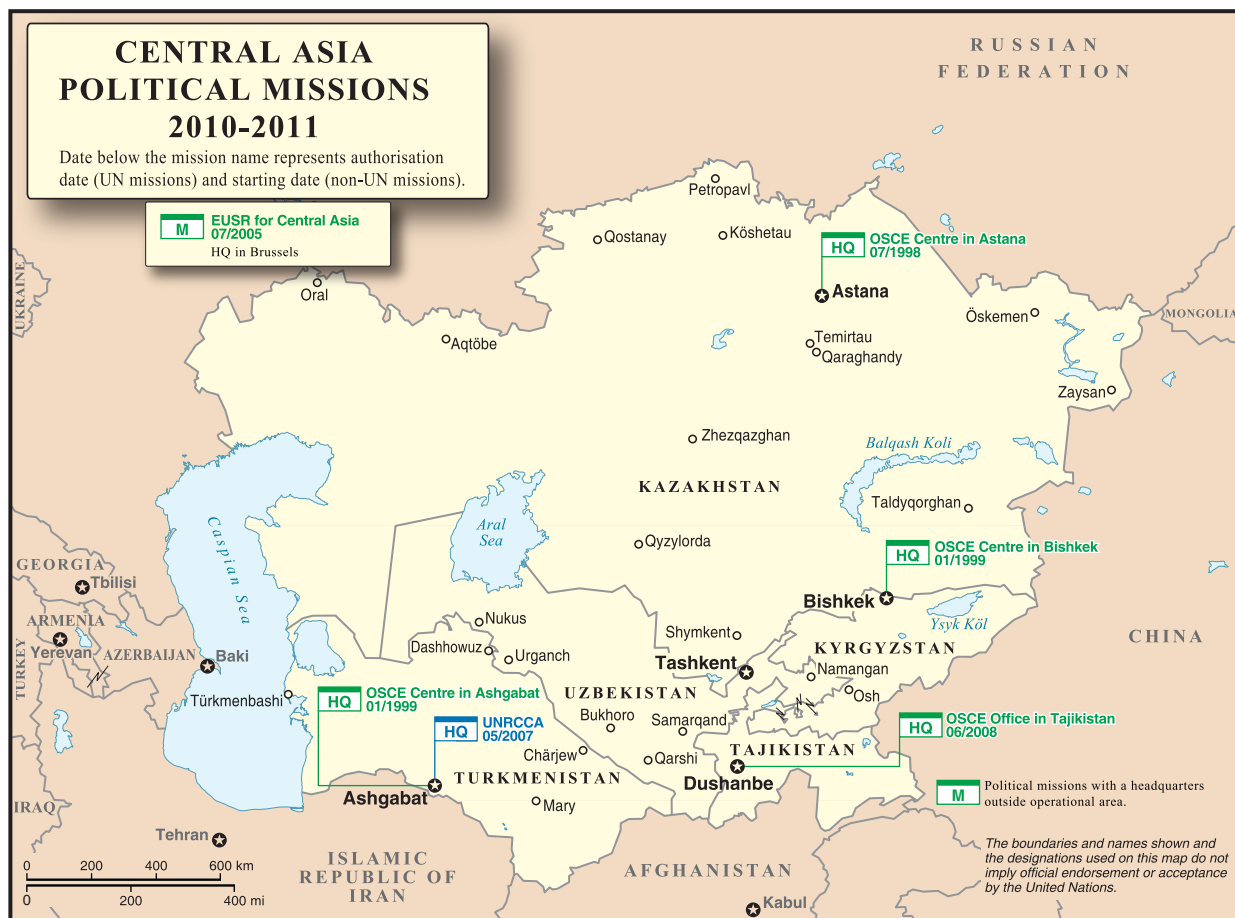 CENTRAL ASIA
POLITICAL MISSIONS
2010-2011
Date below the mission name represents authorisation
date (UN missions) and starting date (non-UN missions).
M
EUSR for Central Asia
07/2005
HQ in Brussels
RUSSIAN
FEDERATION
Petropavl
Qostanay
Köshetau
HQ
OSCE Centre in Astana
07/1998
Astana
Oral
Aqtöbe
Öskemen
Temirtau
Qaraghandy
Zaysan
UKRAINE
MONGOLIA
Zhezqazghan
Balqash Koli
KAZAKHSTAN
Taldyqorghan
Caspian Sea
Aral
Sea
Qyzylorda
HQ
OSCE Centre in Bishkek
01/1999
GEORGIA
Tbilisi
Bishkek
Ysyk Köl
ARMENIA
Yerevan
AZERBAIJAN
Baki
TURKEY
Nukus
Dashhowuz
Urganch
Shymkent
Tashkent
KYRGYZSTAN
Namangan
Osh
CHINA
Türkmenbashi
HQ
OSCE Centre in Ashgabat
01/1999
HQ
UNRCCA
05/2007
UZBEKISTAN
Bukhoro
Samarqand
HQ
OSCE Office in Tajikistan
06/2008
Chärjew
Qarshi
TAJIKISTAN
TURKMENISTAN
Dushanbe
Ashgabat
Mary
M
Political missions with a headquarters
outside operational area.
IRAQ
Tehran
ISLAMIC
REPUBLIC OF
IRAN
AFGHANISTAN
Kabul
0 200 400 600 km
0 200 400 mi
The boundaries and names shown and
the designations used on this map do not
imply official endorsement or acceptance
by the United Nations.